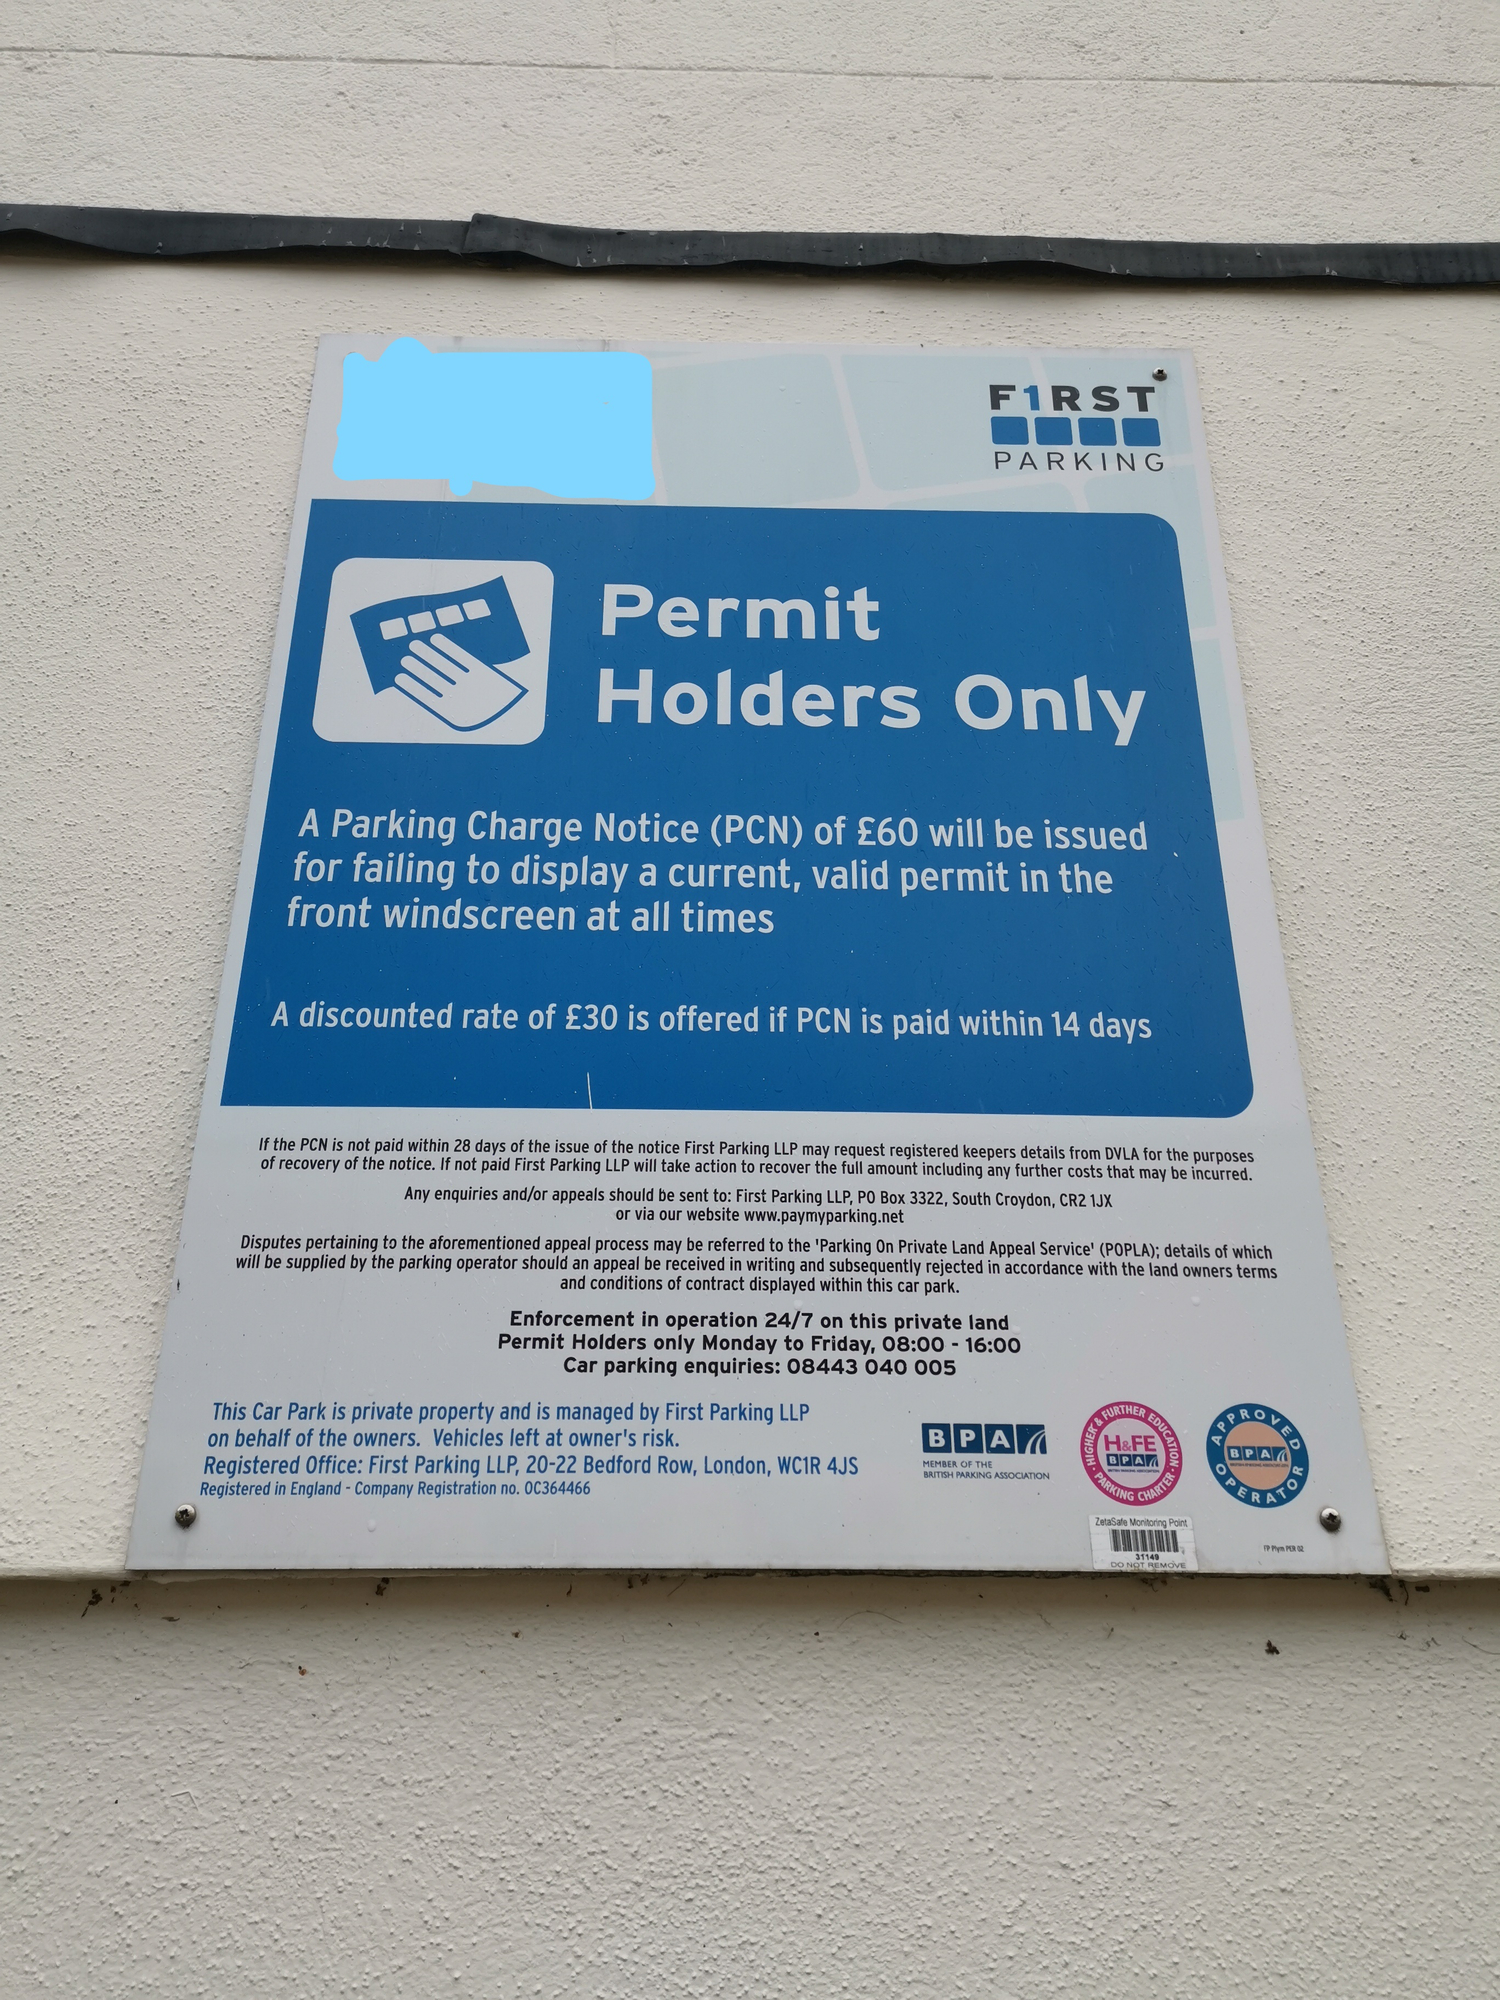 F1RST
PARKING
Permit
Holders Only
A Parking Charge Notice (PCN) of £60 will be issued
for failing to display a current, valid permit in the
front windscreen at all times
A discounted rate of £30 is offered if PCN is paid within 14 days
If the PCN is not paid within 28 days of the issue of the notice First Parking LLP may request registered keepers details from DVLA for the purposes
of recovery of the notice. If not paid First Parking LLP will take action to recover the full amount including any further costs that may be incurred.
Any enquiries and/or appeals should be sent to: First Parking LLP, PO Box 3322, South Croydon, CR2 1JX
or via our website www.paymyparking.net
Disputes pertaining to the aforementioned appeal process may be referred to the 'Parking On Private Land Appeal Service' (POPLA); details of which
will be supplied by the parking operator should an appeal be received in writing and subsequently rejected in accordance with the land owners terms
and conditions of contract displayed within this car park.
Enforcement in operation 24/7 on this private land
Permit Holders only Monday to Friday, 08:00 - 16:00
Car parking enquiries: 08443 040 005
This Car Park is private property and is managed by First Parking LLP
on behalf of the owners. Vehicles left at owner's risk.
Registered Office: First Parking LLP, 20-22 Bedford Row, London, WC1R 4JS
Registered in England - Company Registration no. OC364466
BPA
MEMBER OF THE
BRITISH PARKING ASSOCIATION
HIGHER & FURTHER EDUCATION
H&FE
BPA
PARKING CHARTER
APPROVED
BPA
OPERATOR
ZetaSafe Monitoring Point
31149
DO NOT REMOVE
FP Plym PER 02